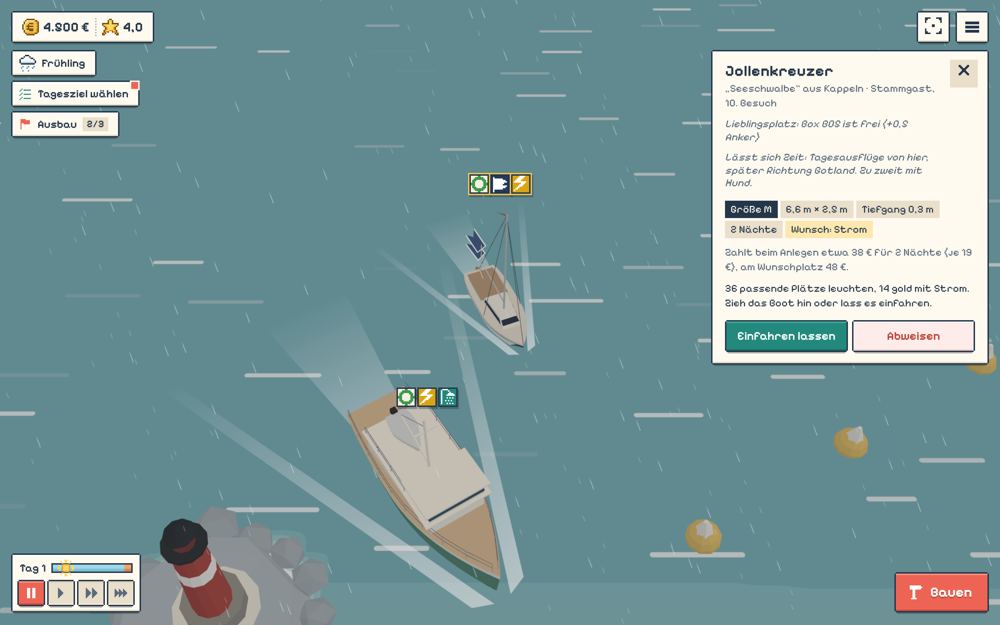 4.800 € 4,0
Frühling
Tagesziel wählen
Ausbau 2/3
Jollenkreuzer
„Seeschwalbe“ aus Kappeln · Stammgast,
10. Besuch
Lieblingsplatz: Box B05 ist frei (+0,5
Anker)
Lässt sich Zeit: Tagesausflüge von hier,
später Richtung Gotland. Zu zweit mit
Hund.
Größe M 6,6 m × 2,5 m Tiefgang 0,3 m
2 Nächte Wunsch: Strom
Zahlt beim Anlegen etwa 38 € für 2 Nächte (je 19
€), am Wunschplatz 48 €.
36 passende Plätze leuchten, 14 gold mit Strom.
Zieh das Boot hin oder lass es einfahren.
Einfahren lassen Abweisen
Tag 1
Bauen